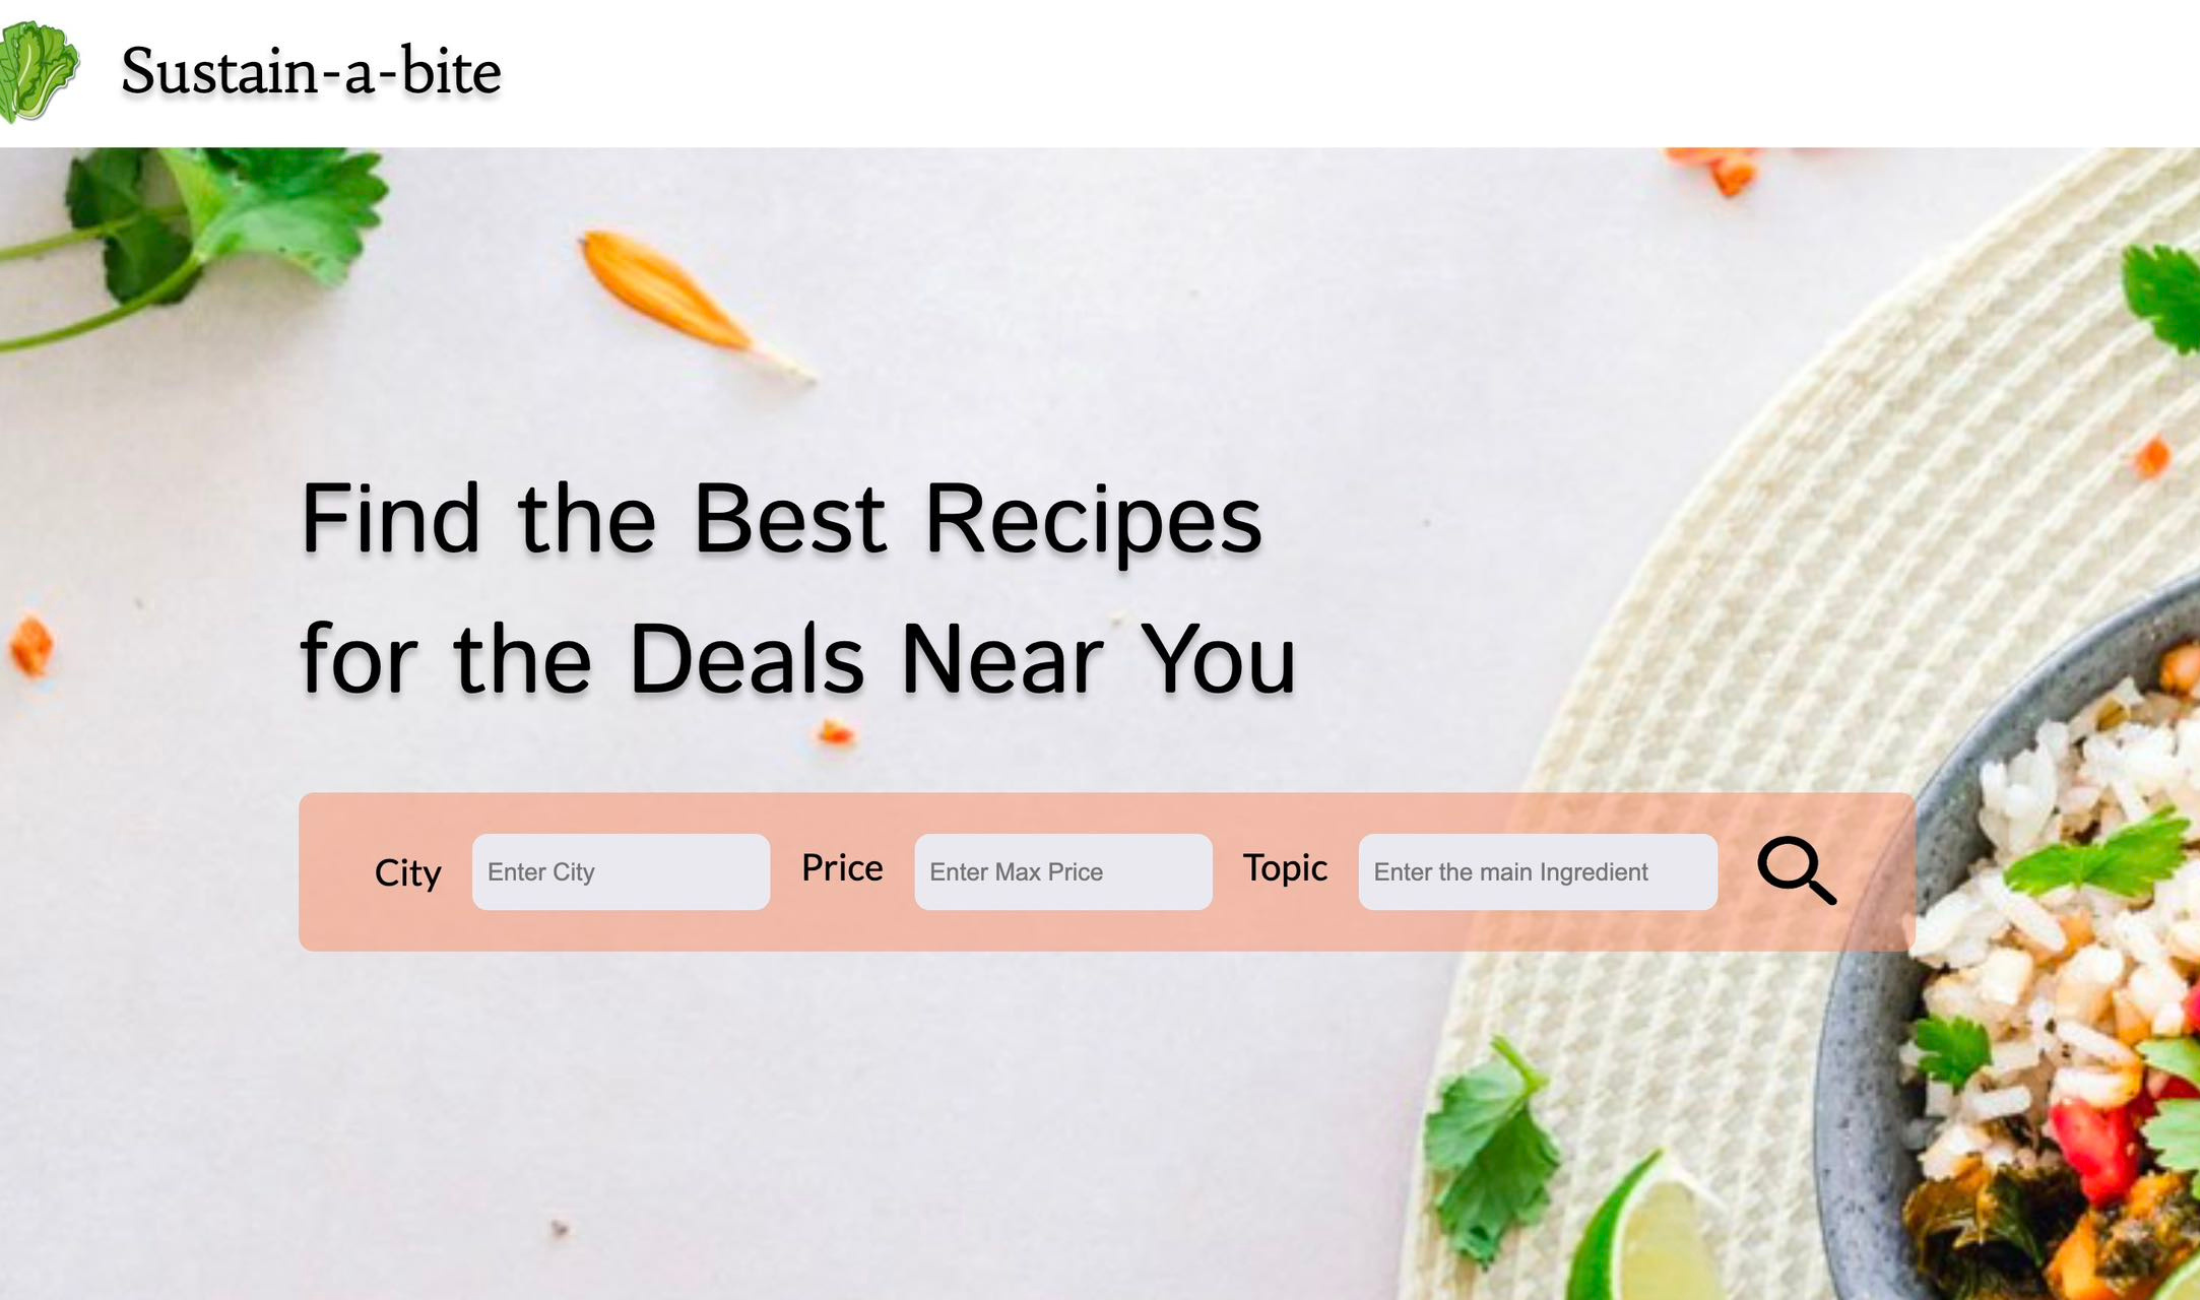 Sustain-a-bite
Find the Best Recipes
for the Deals Near You
City Enter City Price Enter Max Price Topic Enter the main Ingredient